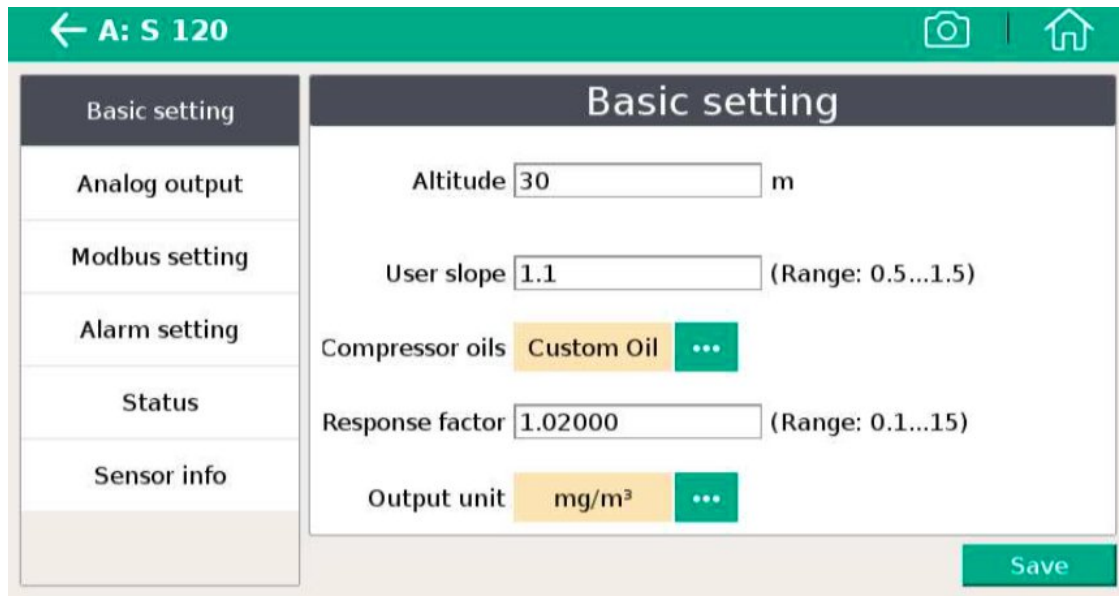 A: S 120
Basic setting
Analog output
Modbus setting
Alarm setting
Status
Sensor info
Basic setting
Altitude 30 m
User slope 1.1 (Range: 0.5...1.5)
Compressor oils Custom Oil ...
Response factor 1.02000 (Range: 0.1...15)
Output unit mg/m³ ...
Save